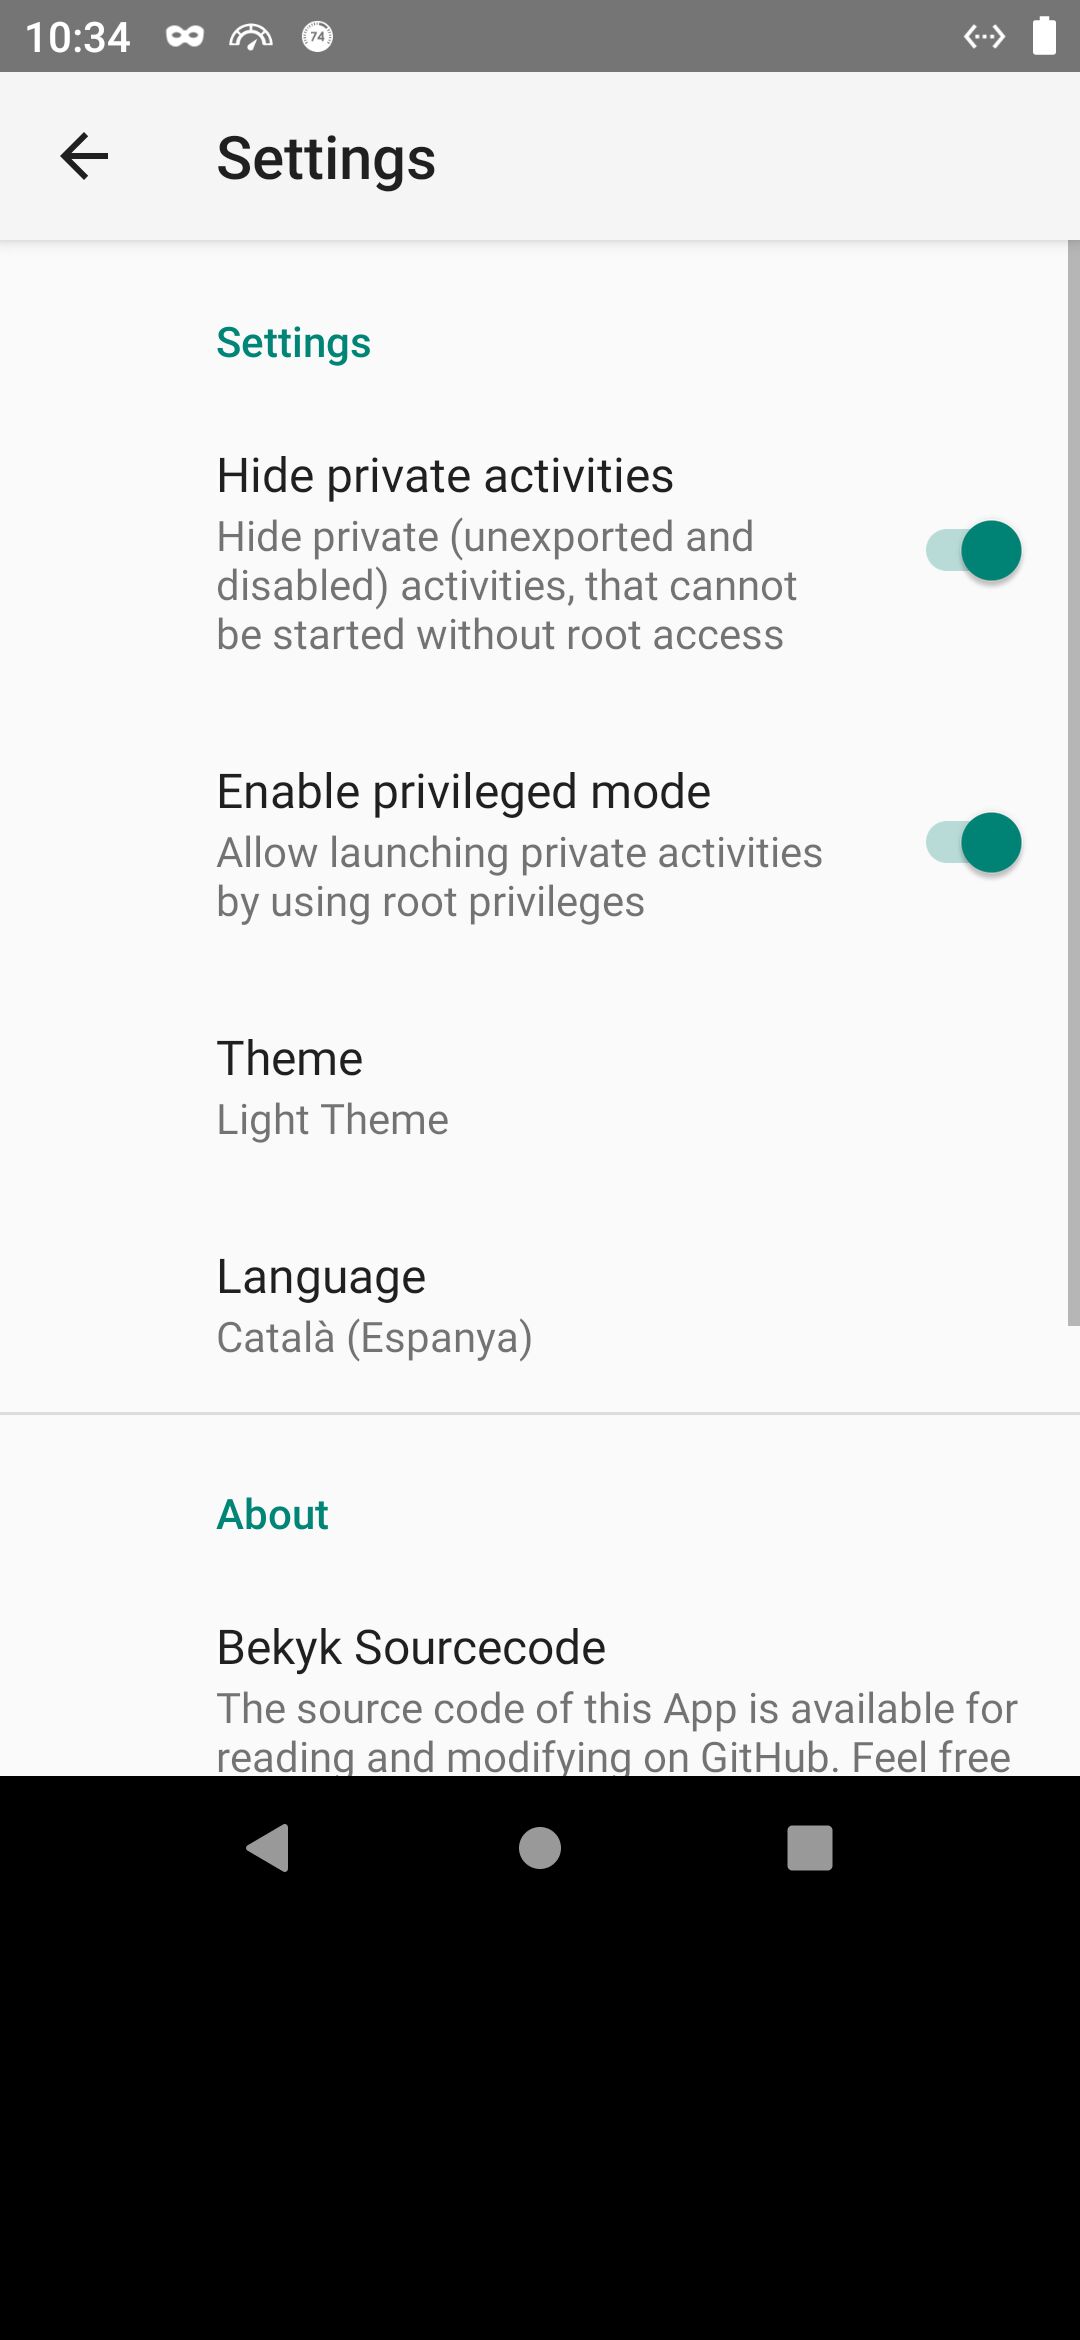 10:34
74
Settings
Settings
Hide private activities
Hide private (unexported and
disabled) activities, that cannot
be started without root access
Enable privileged mode
Allow launching private activities
by using root privileges
Theme
Light Theme
Language
Català (Espanya)
About
Bekyk Sourcecode
The source code of this App is available for
reading and modifying on GitHub. Feel free